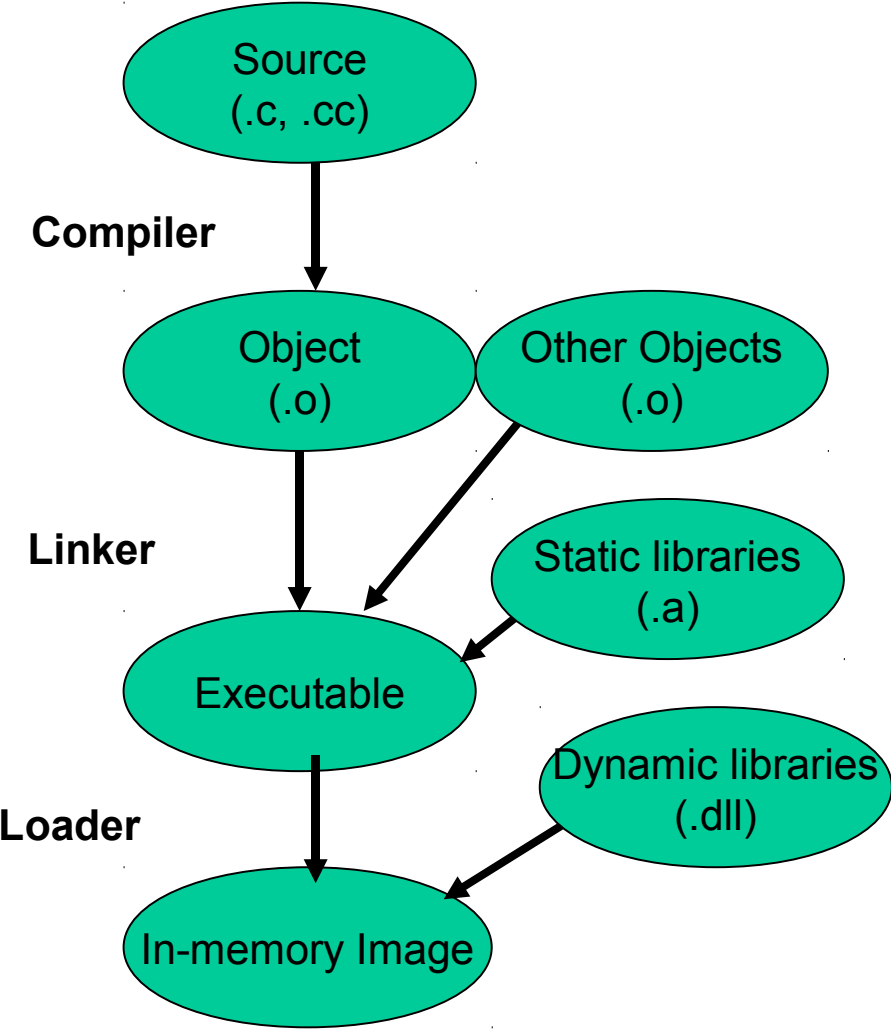 Source
(.c, .cc)
Compiler
Object
(.o)
Other Objects
(.o)
Linker
Static libraries
(.a)
Executable
Dynamic libraries
(.dll)
Loader
In-memory Image